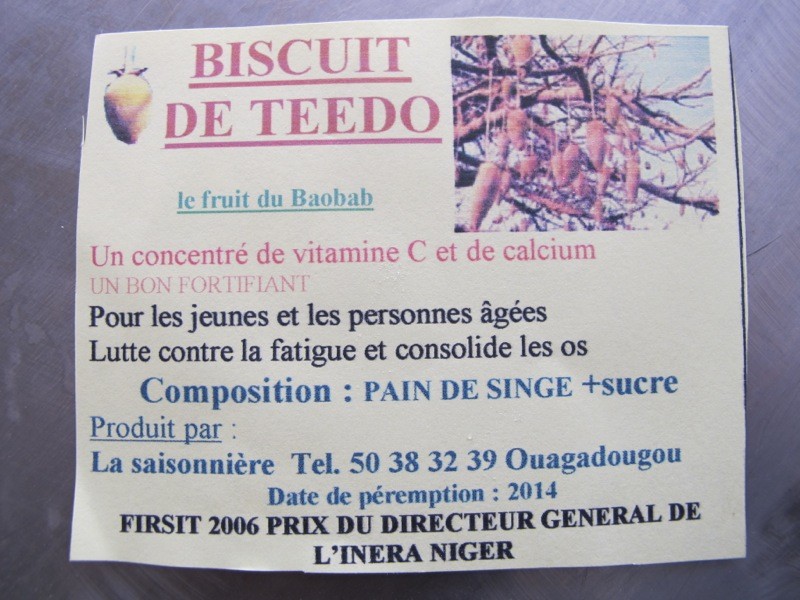 BISCUIT
DE TEEDO
le fruit du Baobab
Un concentré de vitamine C et de calcium
UN BON FORTIFIANT
Pour les jeunes et les personnes âgées
Lutte contre la fatigue et consolide les os
Composition : PAIN DE SINGE +sucre
Produit par :
La saisonnière Tel. 50 38 32 39 Ouagadougou
Date de péremption : 2014
FIRSIT 2006 PRIX DU DIRECTEUR GENERAL DE
L'INERA NIGER